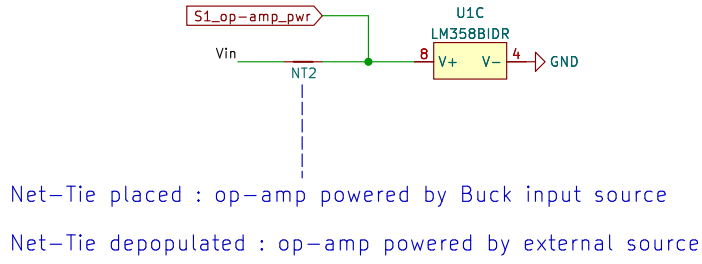 S1_op-amp_pwr
U1C
LM358BIDR
Vin
8 V+ V- 4 GND
NT2
Net-Tie placed : op-amp powered by Buck input source
Net-Tie depopulated : op-amp powered by external source